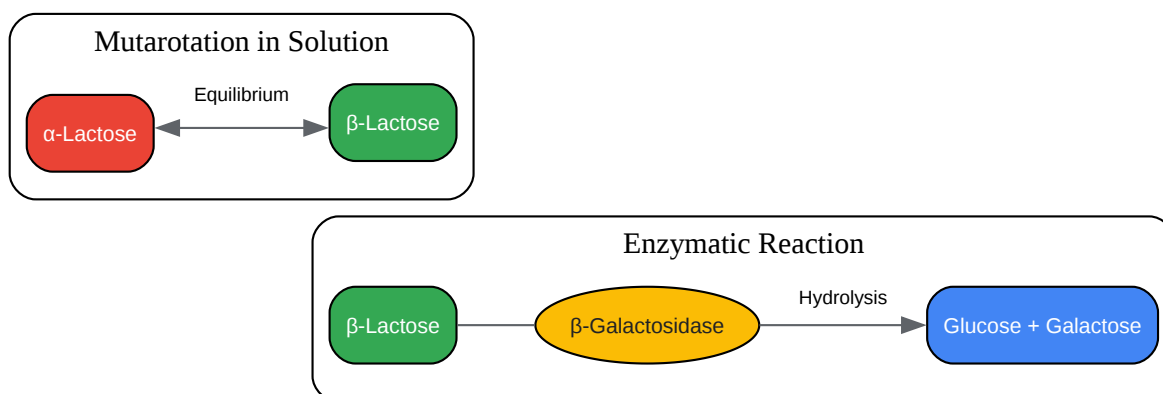 Mutarotation in Solution
α-Lactose
Equilibrium
β-Lactose
Enzymatic Reaction
β-Lactose
β-Galactosidase
Hydrolysis
Glucose + Galactose